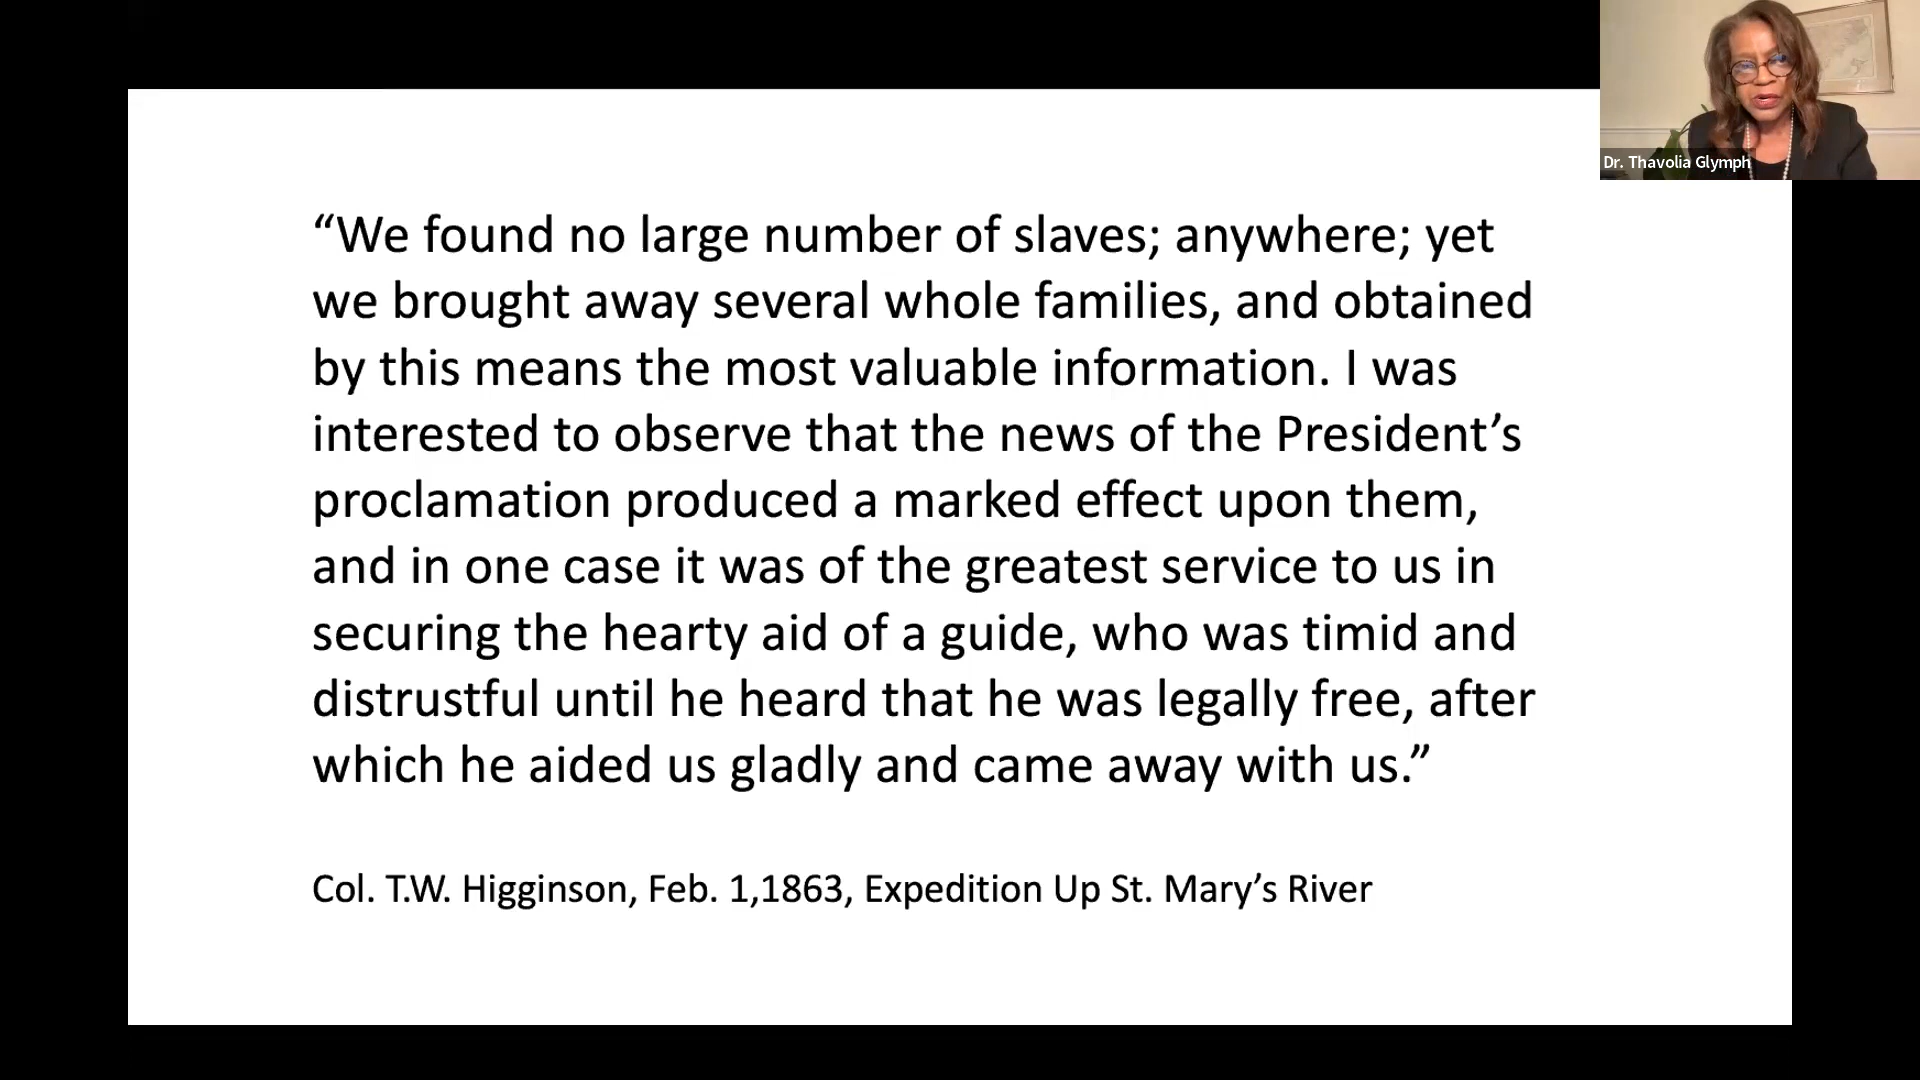 “We found no large number of slaves; anywhere; yet
we brought away several whole families, and obtained
by this means the most valuable information. I was
interested to observe that the news of the President’s
proclamation produced a marked effect upon them,
and in one case it was of the greatest service to us in
securing the hearty aid of a guide, who was timid and
distrustful until he heard that he was legally free, after
which he aided us gladly and came away with us.”
Col. T.W. Higginson, Feb. 1,1863, Expedition Up St. Mary’s River
Dr. Thavolia Glymph